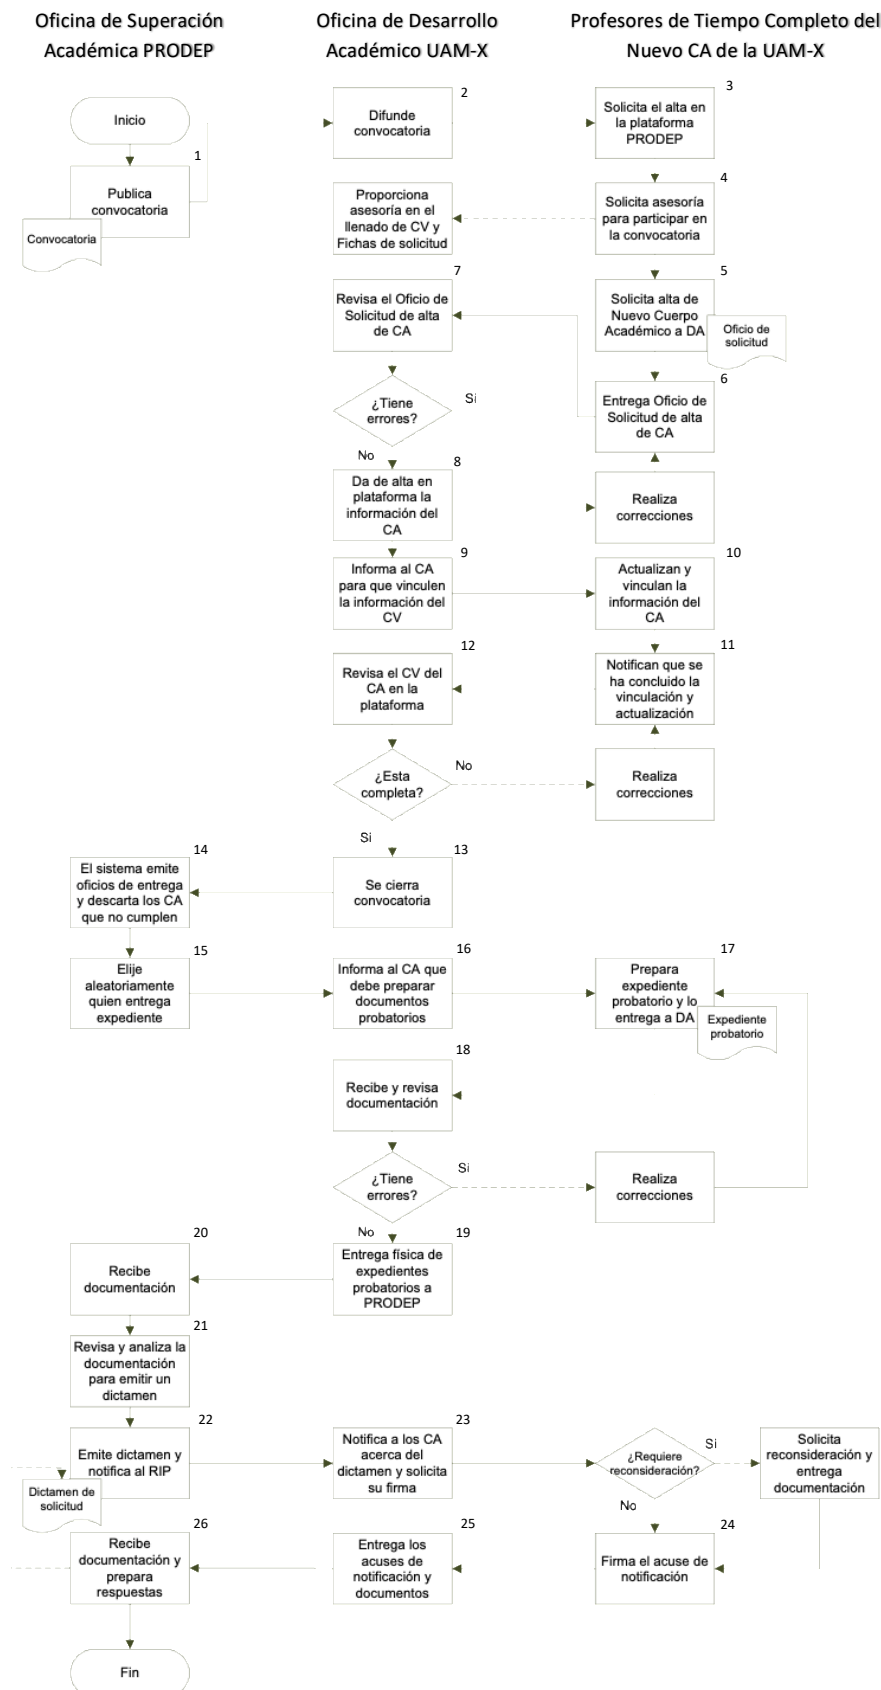 Oficina de Superación
Académica PRODEP
Oficina de Desarrollo
Académico UAM-X
Profesores de Tiempo Completo del
Nuevo CA de la UAM-X
Inicio
1
Publica
convocatoria
Convocatoria
2
Difunde
convocatoria
3
Solicita el alta en
la plataforma
PRODEP
4
Solicita asesoría
para participar en
la convocatoria
Proporciona
asesoría en el
llenado de CV y
Fichas de solicitud
5
Solicita alta de
Nuevo Cuerpo
Académico a DA
Oficio de
solicitud
6
Entrega Oficio de
Solicitud de alta
de CA
7
Revisa el Oficio de
Solicitud de alta
de CA
¿Tiene
errores?
Si
No
Realiza
correcciones
8
Da de alta en
plataforma la
información del
CA
9
Informa al CA
para que vinculen
la información del
CV
10
Actualizan y
vinculan la
información del
CA
11
Notifican que se
ha concluido la
vinculación y
actualización
12
Revisa el CV del
CA en la
plataforma
¿Esta
completa?
No
Realiza
correcciones
Si
13
Se cierra
convocatoria
14
El sistema emite
oficios de entrega
y descarta los CA
que no cumplen
15
Elije
aleatoriamente
quien entrega
expediente
16
Informa al CA que
debe preparar
documentos
probatorios
17
Prepara
expediente
probatorio y lo
entrega a DA
Expediente
probatorio
18
Recibe y revisa
documentación
¿Tiene
errores?
Si
Realiza
correcciones
No
19
Entrega física de
expedientes
probatorios a
PRODEP
20
Recibe
documentación
21
Revisa y analiza la
documentación
para emitir un
dictamen
22
Emite dictamen y
notifica al RIP
Dictamen de
solicitud
23
Notifica a los CA
acerca del
dictamen y solicita
su firma
¿Requiere
reconsideración?
Si
Solicita
reconsideración y
entrega
documentación
No
24
Firma el acuse de
notificación
25
Entrega los
acuses de
notificación y
documentos
26
Recibe
documentación y
prepara
respuestas
Fin